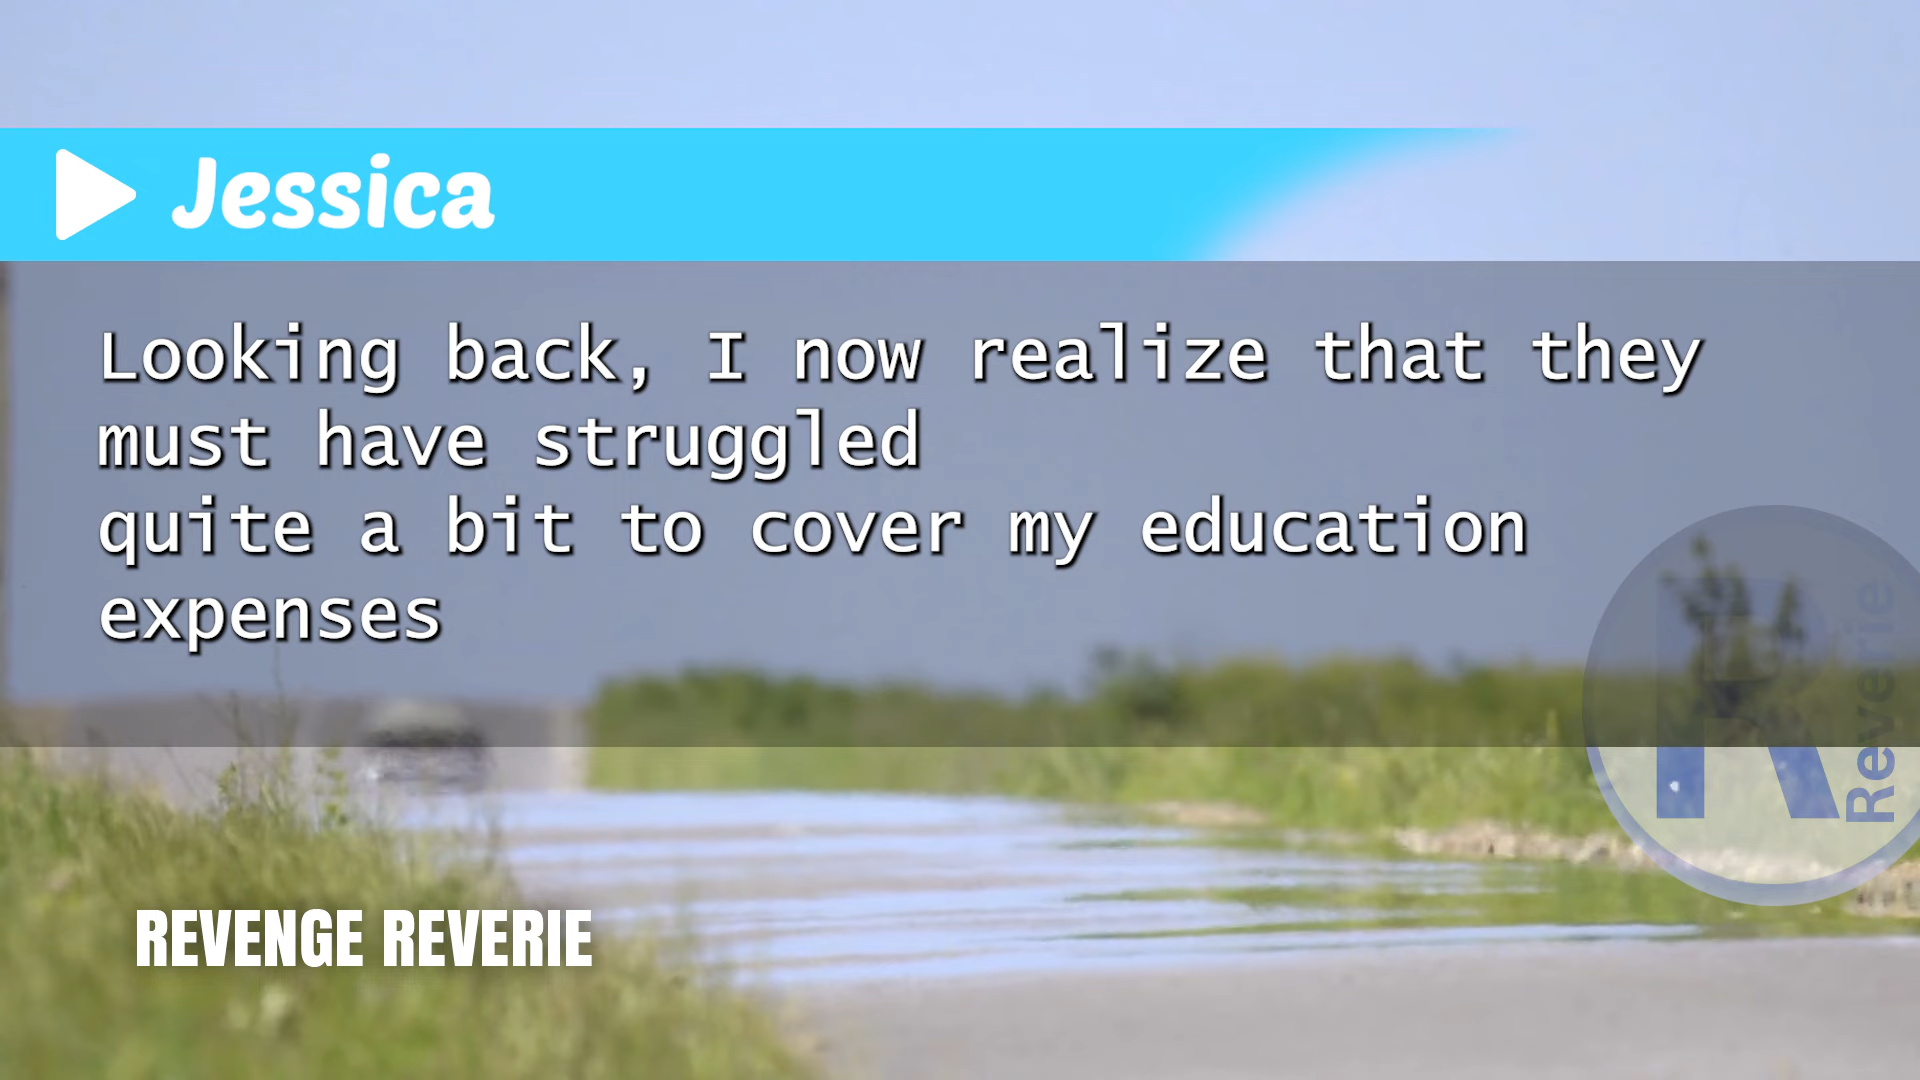 Jessica
Looking back, I now realize that they
must have struggled
quite a bit to cover my education
expenses
R
Reverie
REVENGE REVERIE